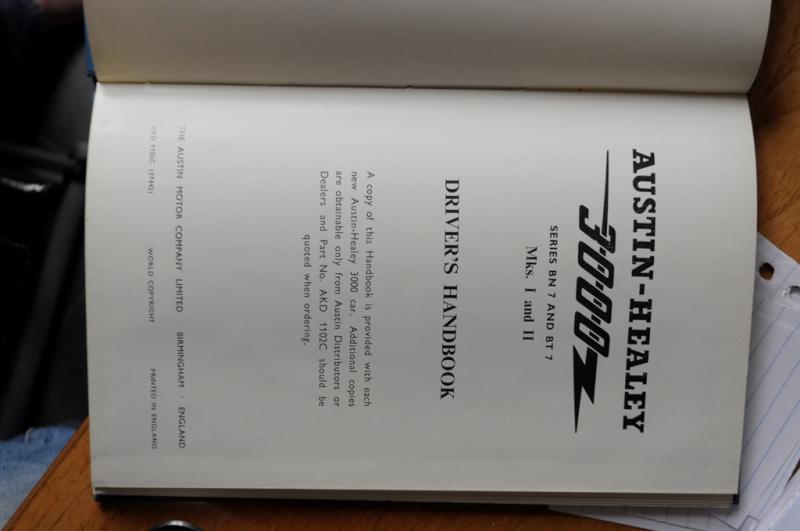 AUSTIN-HEALEY
3000
SERIES BN 7 AND BT 7
Mks. I and II
DRIVER'S HANDBOOK
A copy of this Handbook is provided with each
new Austin-Healey 3000 car. Additional copies
are obtainable only from Austin Distributors or
Dealers and Part No. AKD 1102C should be
quoted when ordering.
THE AUSTIN MOTOR COMPANY LIMITED BIRMINGHAM · ENGLAND
AKD 1102C (37442) WORLD COPYRIGHT PRINTED IN ENGLAND